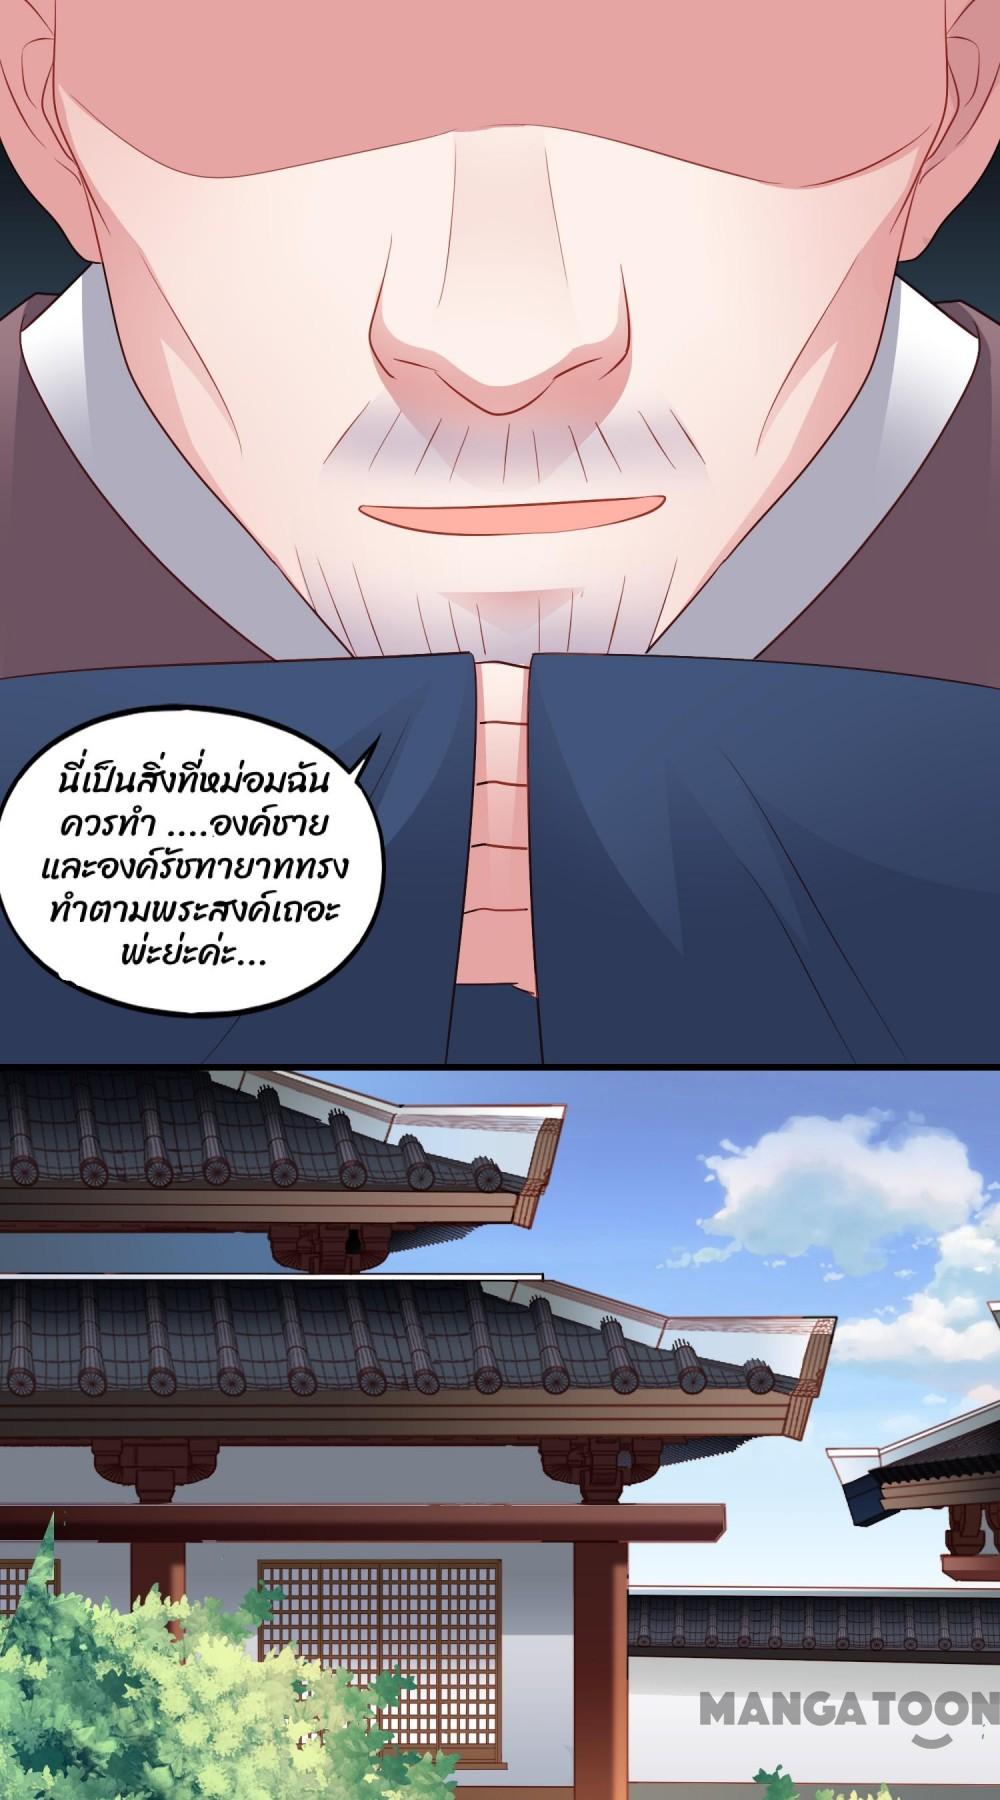 นี่เป็นสิ่งที่หม่อมฉัน
ควรทำ ....องค์ชาย
และองค์รัชทายาททรง
ทำตามพระสงค์เถอะ
พ่ะย่ะค่ะ...
MANGATOON